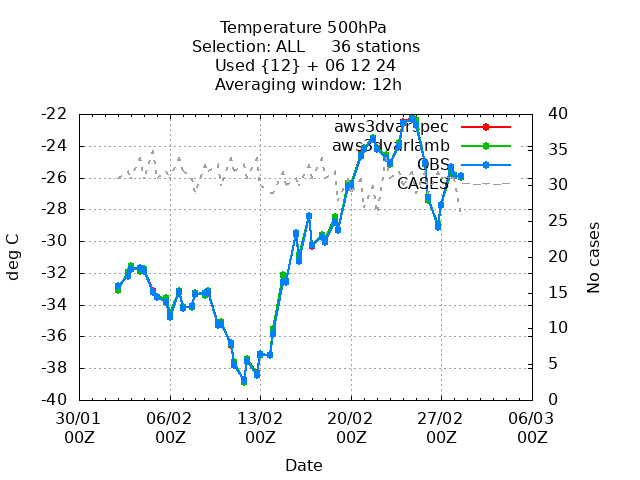 Temperature 500hPa
Selection: ALL 36 stations
Used {12} + 06 12 24
Averaging window: 12h
-22
-24
-26
-28
-30
-32
-34
-36
-38
-40
deg C
40
35
30
25
20
15
10
5
0
No cases
aws3dvarspec
aws3dvarlamb
OBS
CASES
30/01 06/02 13/02 20/02 27/02 06/03
00Z 00Z 00Z 00Z 00Z 00Z
Date